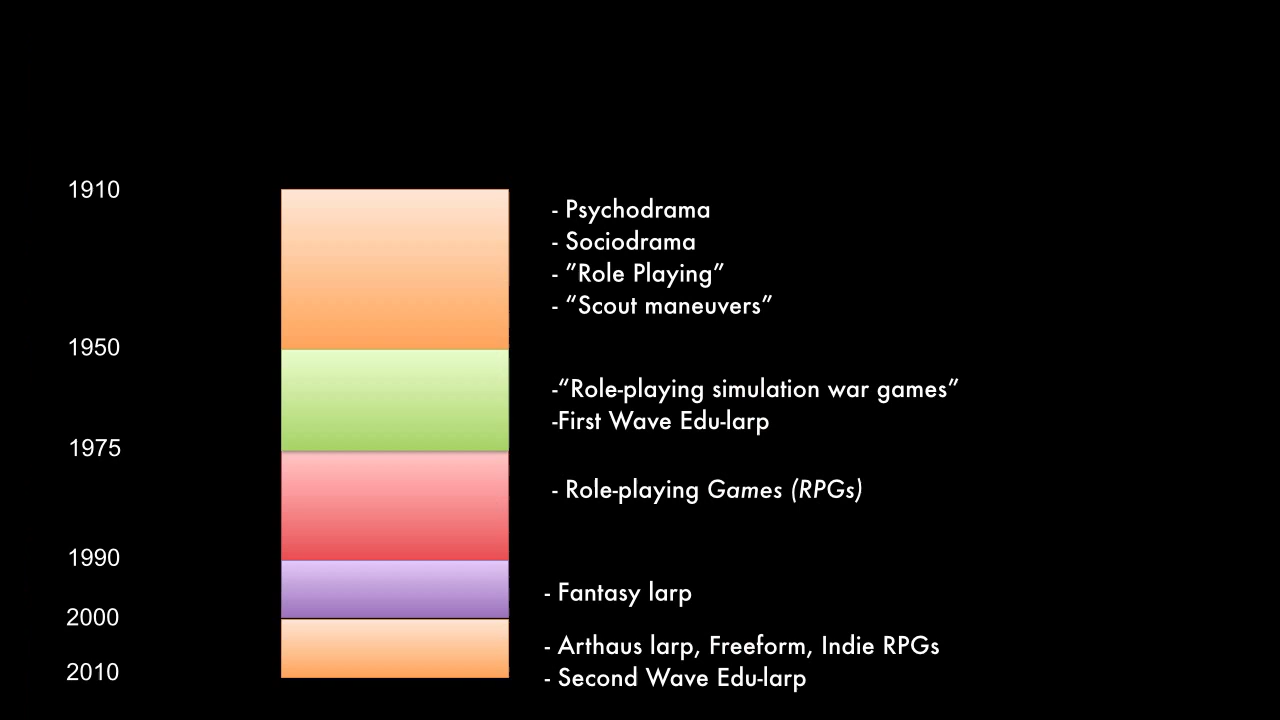 1910
- Psychodrama
- Sociodrama
- ”Role Playing”
- “Scout maneuvers”
1950
-“Role-playing simulation war games”
-First Wave Edu-larp
1975
- Role-playing Games (RPGs)
1990
- Fantasy larp
2000
- Arthaus larp, Freeform, Indie RPGs
2010
- Second Wave Edu-larp